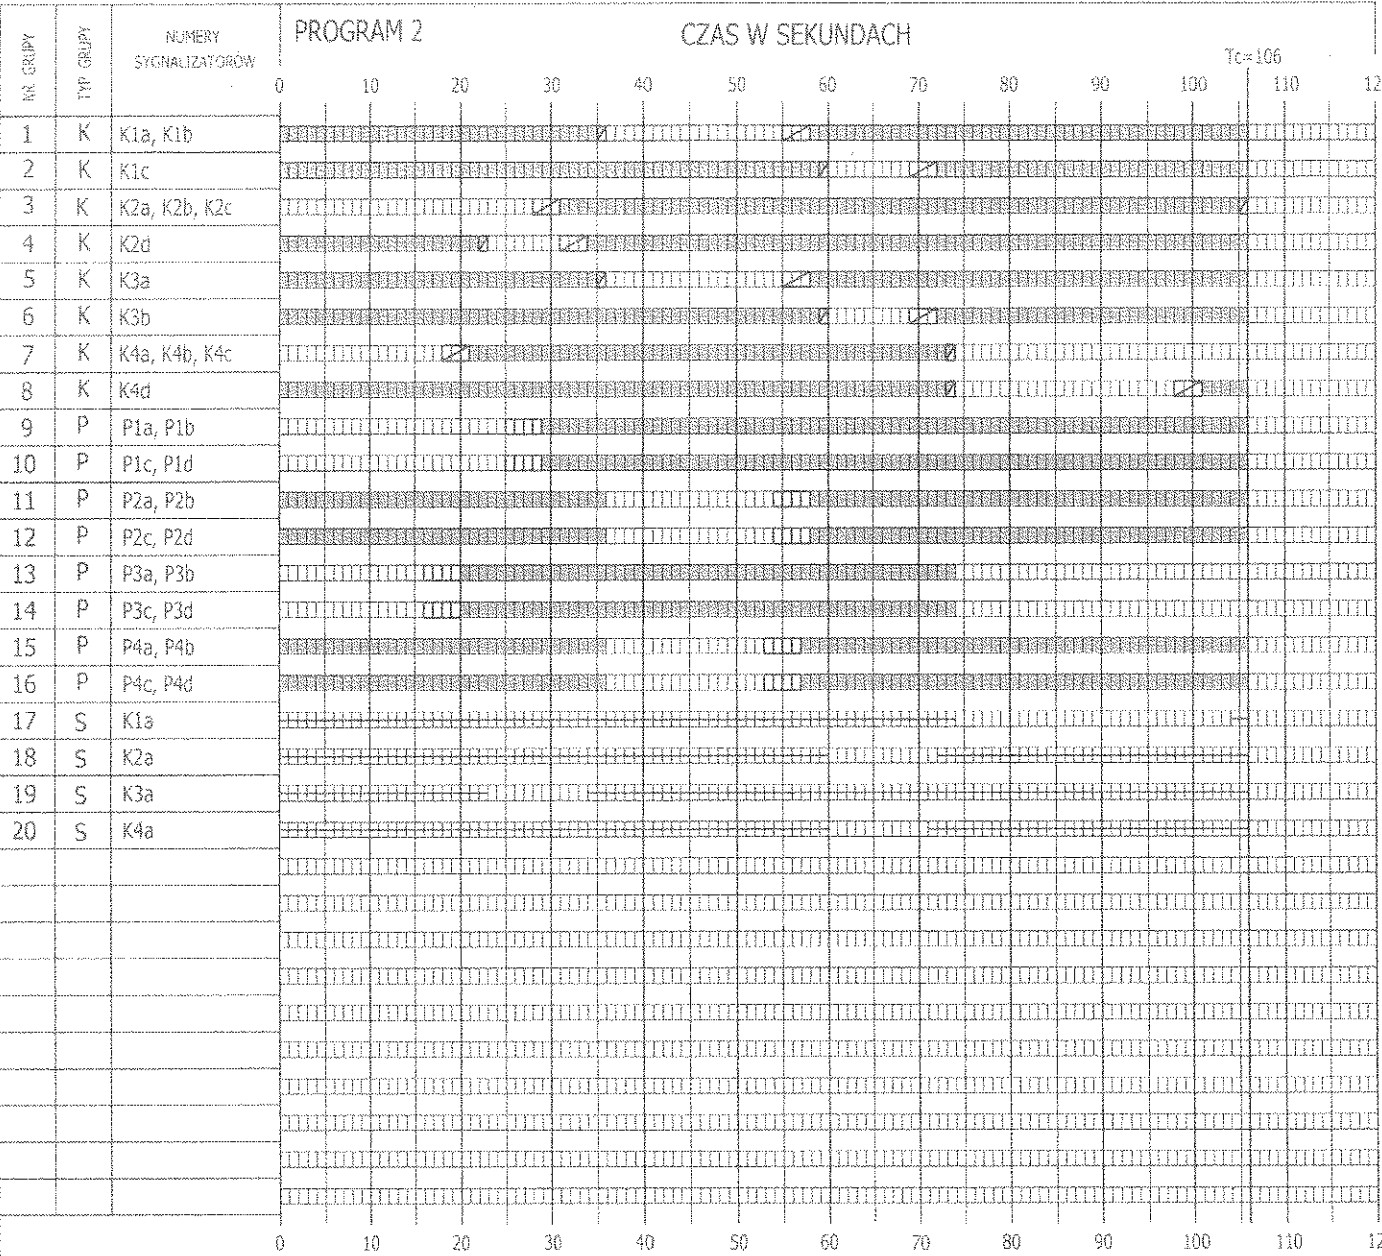 NR GRUPY
TYP GRUPY
NUMERY
SYGNALIZATORÓW
PROGRAM 2
CZAS W SEKUNDACH
Tc=106
0 10 20 30 40 50 60 70 80 90 100 110 12
1 K K1a, K1b
2 K K1c
3 K K2a, K2b, K2c
4 K K2d
5 K K3a
6 K K3b
7 K K4a, K4b, K4c
8 K K4d
9 P P1a, P1b
10 P P1c, P1d
11 P P2a, P2b
12 P P2c, P2d
13 P P3a, P3b
14 P P3c, P3d
15 P P4a, P4b
16 P P4c, P4d
17 S K1a
18 S K2a
19 S K3a
20 S K4a
0 10 20 30 40 50 60 70 80 90 100 110 12